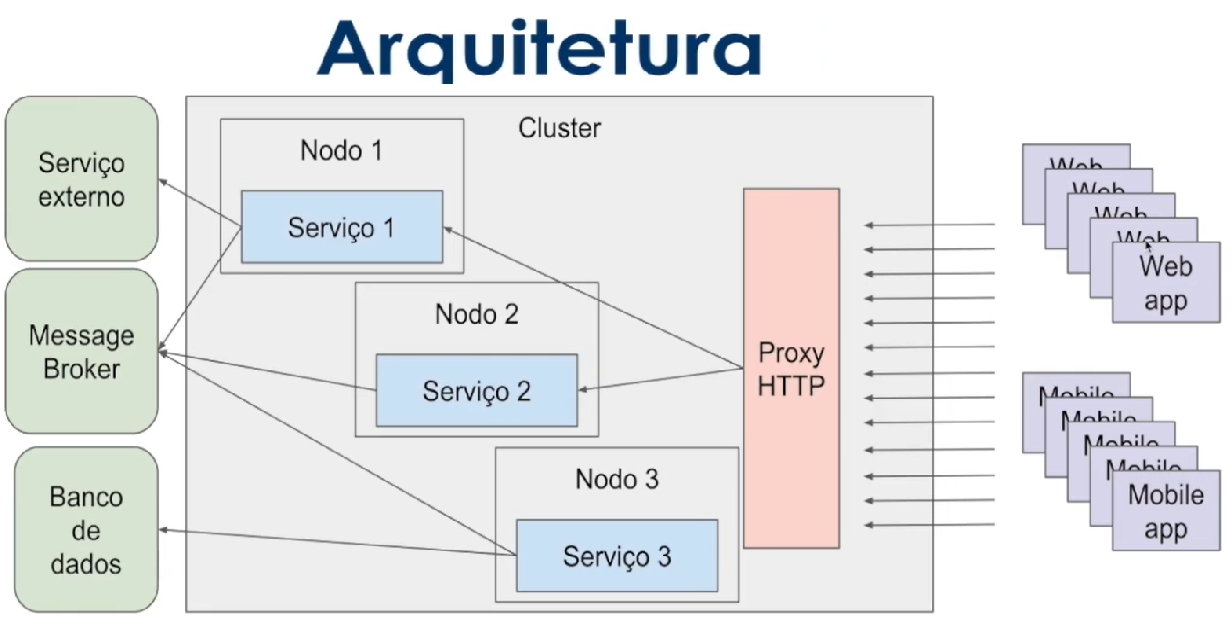 Arquitetura
Cluster
Serviço
externo
Message
Broker
Banco
de
dados
Nodo 1
Serviço 1
Nodo 2
Serviço 2
Nodo 3
Serviço 3
Proxy
HTTP
Web
Web
Web
Web
Web
app
Mobile
Mobile
Mobile
Mobile
Mobile
app